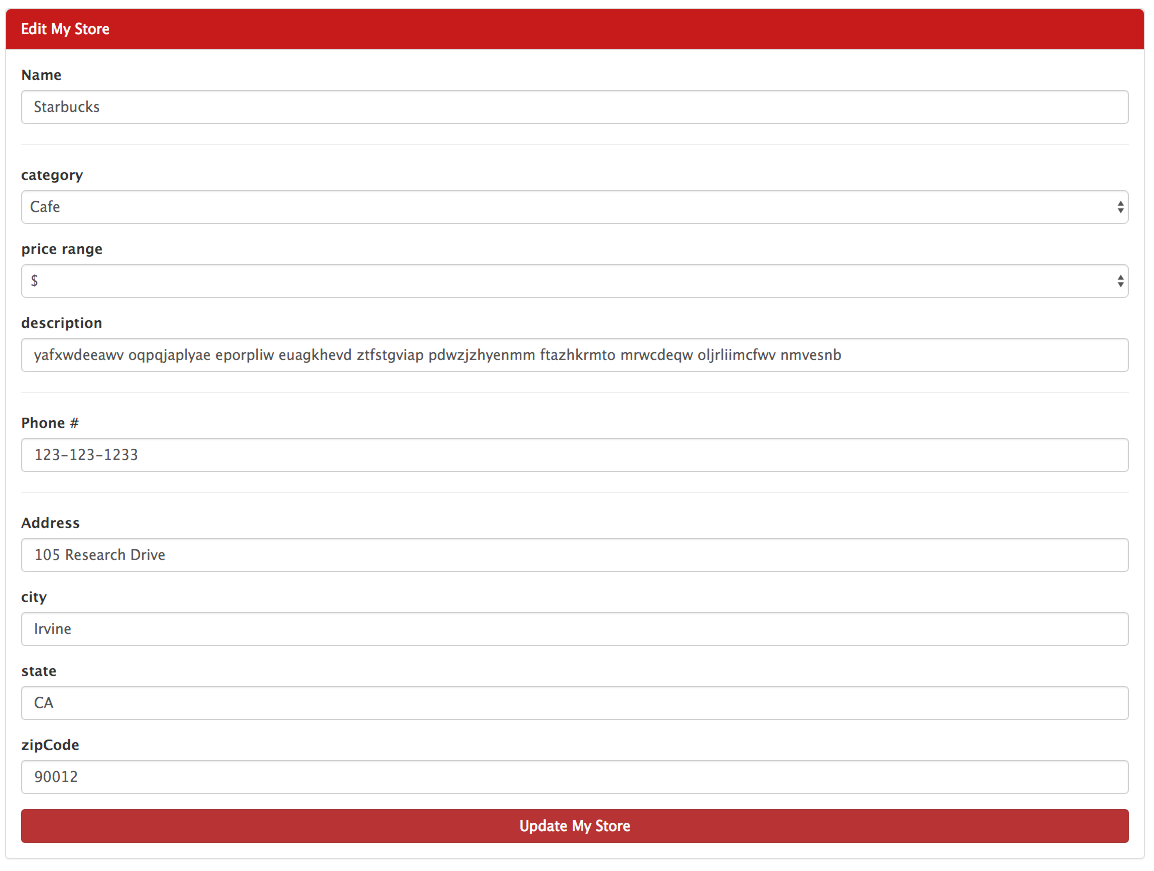 Edit My Store
Name
Starbucks
category
Cafe
price range
$
description
yafxwdeeawv oqpqjaplyae eporpliw euagkhevd ztfstgviap pdwzjzhyenmm ftazhkrmto mrwcdeqw oljrliimcfwv nmvesnb
Phone #
123-123-1233
Address
105 Research Drive
city
Irvine
state
CA
zipCode
90012
Update My Store